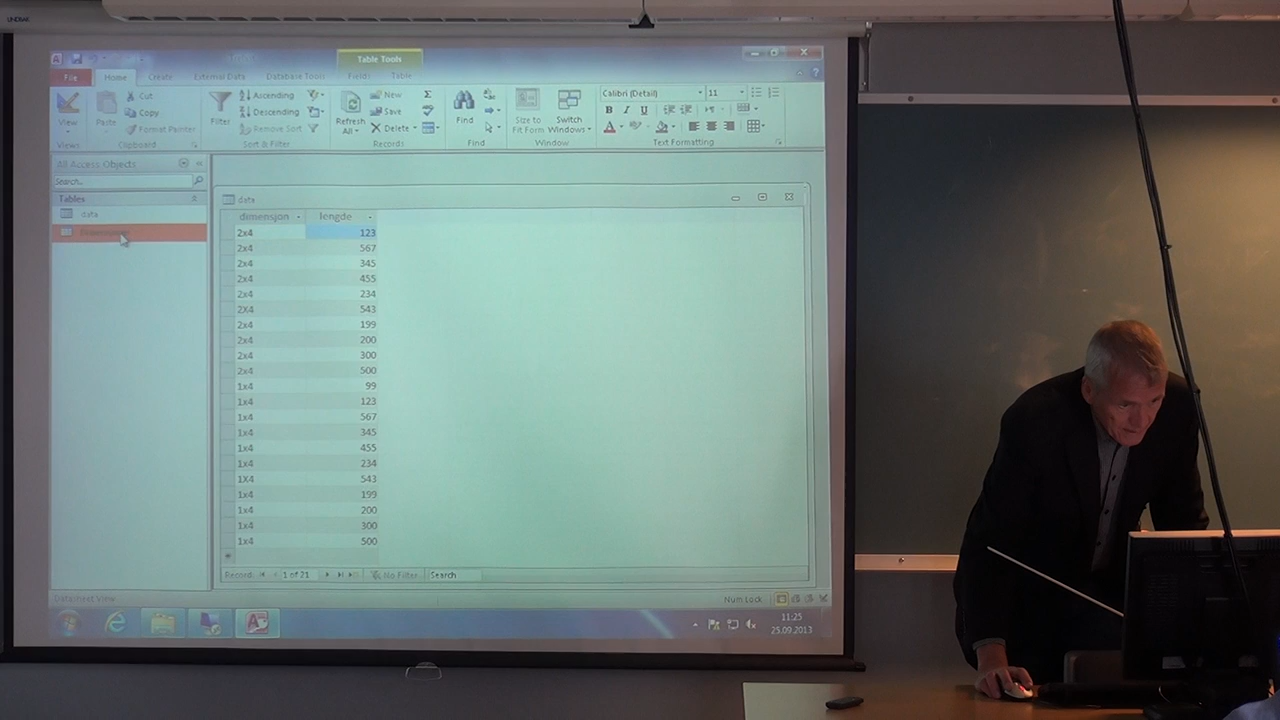 Table Tools
File Home Create External Data Database Tools Fields Table
View
Views
Paste
Cut
Copy
Format Painter
Clipboard
Filter
Ascending
Descending
Remove Sort
Sort & Filter
Refresh All
New
Save
Delete
Records
Find
Find
Size to Fit Form
Switch Windows
Window
Calibri (Detail) 11
B I U
A
Text Formatting
All Access Objects
Search..
Tables
data
data
dimensjon lengde
2x4 123
2x4 567
2x4 345
2x4 455
2x4 234
2X4 543
2x4 199
2x4 200
2x4 300
2x4 500
1x4 99
1x4 123
1x4 567
1x4 345
1x4 455
1x4 234
1X4 543
1x4 199
1x4 200
1x4 300
1x4 500
Record: 1 of 21 No Filter Search
Datasheet View
Num Lock
11:25
25.09.2013